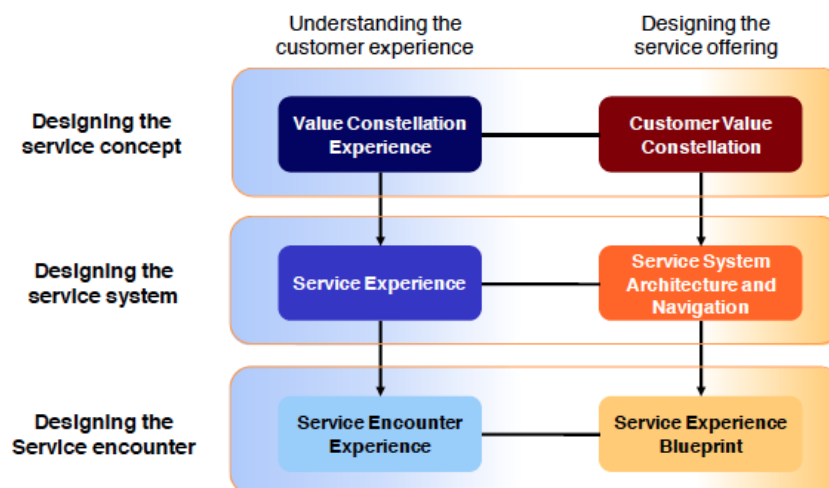 Understanding the
customer experience
Designing the
service offering
Designing the
service concept
Value Constellation
Experience
Customer Value
Constellation
Designing the
service system
Service Experience
Service System
Architecture and
Navigation
Designing the
Service encounter
Service Encounter
Experience
Service Experience
Blueprint